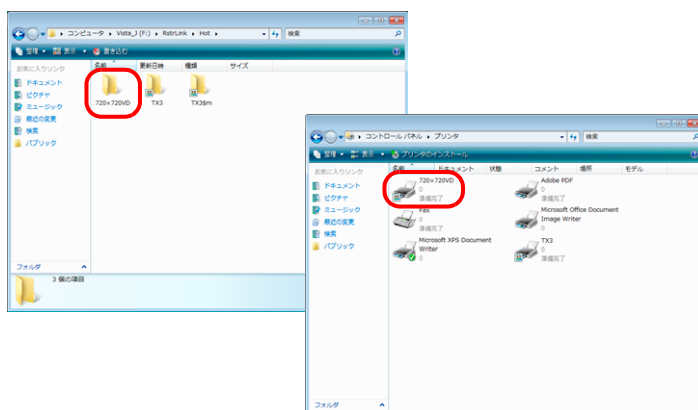 コンピュータ ▸ Vista_J (F:) ▸ RstrLink ▸ Hot ▸
検索
整理 表示 書き込む
お気に入りリンク
ドキュメント
ピクチャ
ミュージック
最近の変更
検索
パブリック
フォルダ
名前 更新日時 種類 サイズ
720×720VD TX3 TX3$m
3 個の項目
コントロール パネル ▸ プリンタ
検索
整理 表示 プリンタのインストール
お気に入りリンク
ドキュメント
ピクチャ
ミュージック
最近の変更
検索
パブリック
フォルダ
名前 ドキュメント 状態 コメント 場所 モデル
720×720VD
0
準備完了
Adobe PDF
0
準備完了
Fax
0
準備完了
Microsoft Office Document
Image Writer
0
Microsoft XPS Document
Writer
0
TX3
0
準備完了